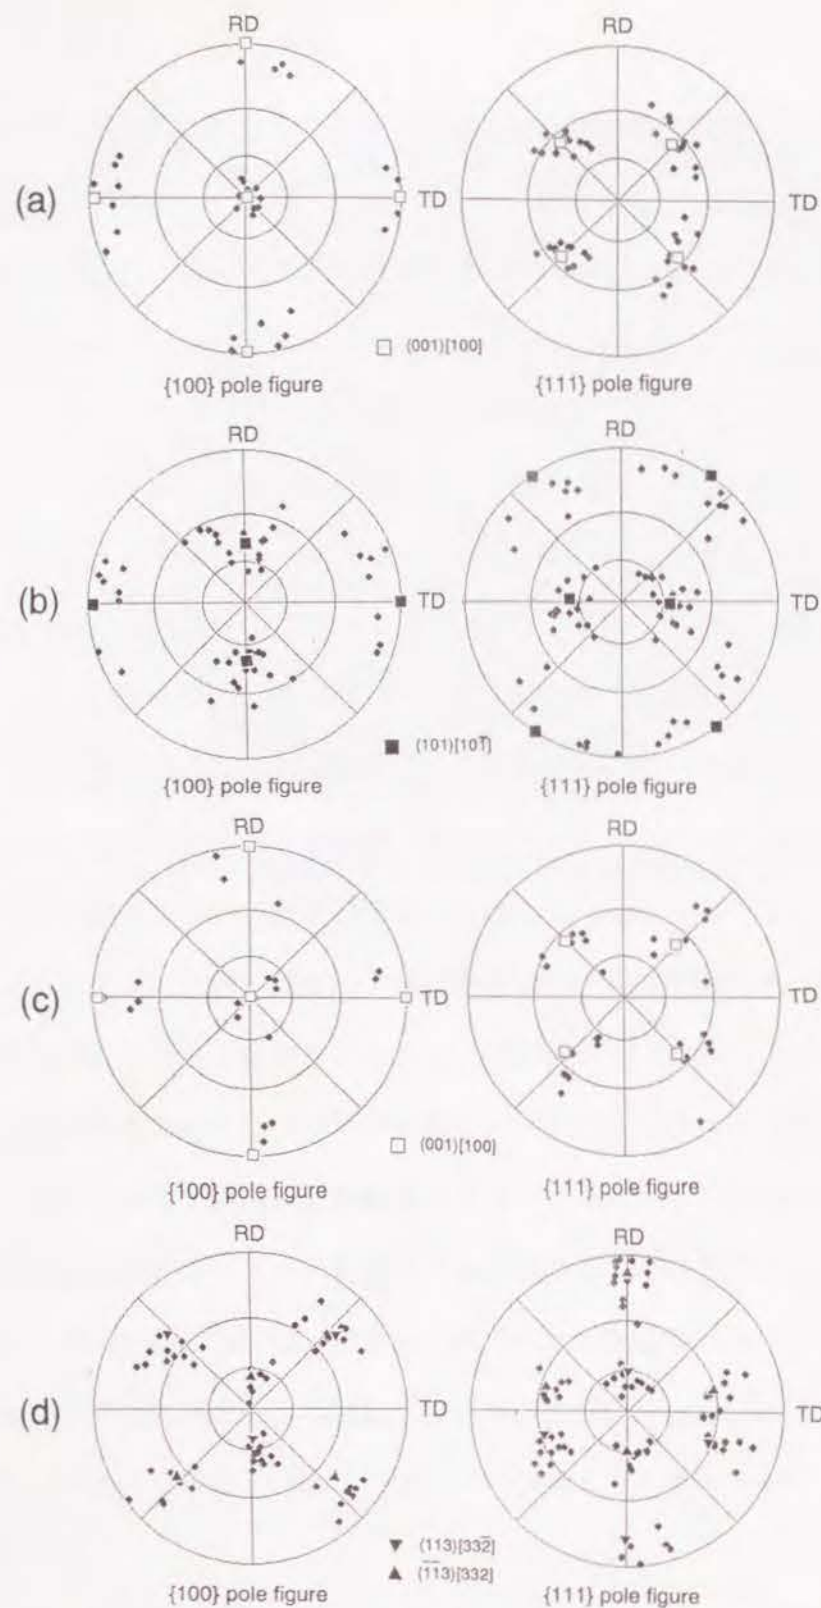 RD
RD
(a)
TD
TD
□ (001)[100]
{100} pole figure
{111} pole figure
RD
RD
(b)
TD
TD
■ (101)[101̅]
{100} pole figure
{111} pole figure
RD
RD
(c)
TD
TD
□ (001)[100]
{100} pole figure
{111} pole figure
RD
RD
(d)
TD
TD
▼ (113)[332̅]
▲ (1̅1̅3)[332]
{100} pole figure
{111} pole figure